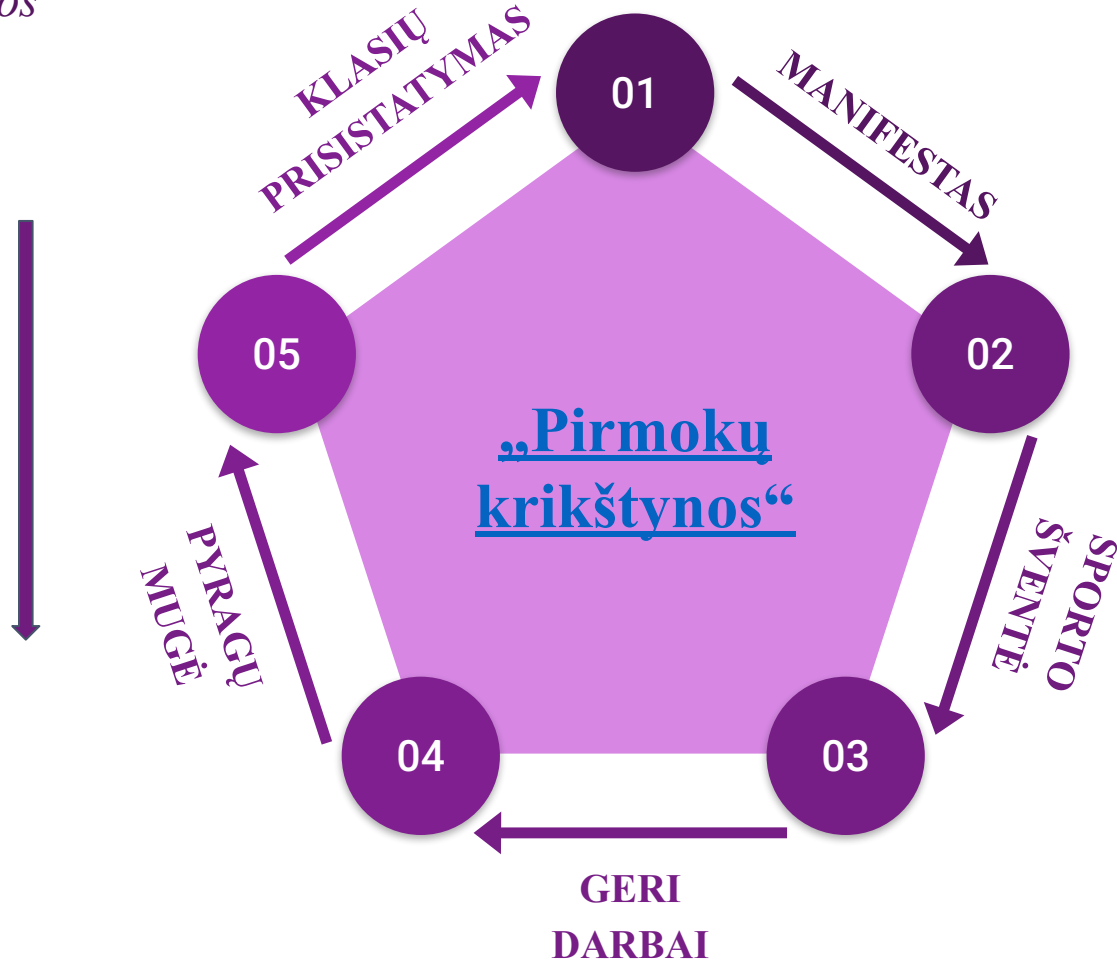 KLASIŲ
PRISISTATYMAS
01
MANIFESTAS
05
02
„Pirmokų
krikštynos“
SPORTO
ŠVENTĖ
PYRAGŲ
MUGĖ
04
03
GERI
DARBAI